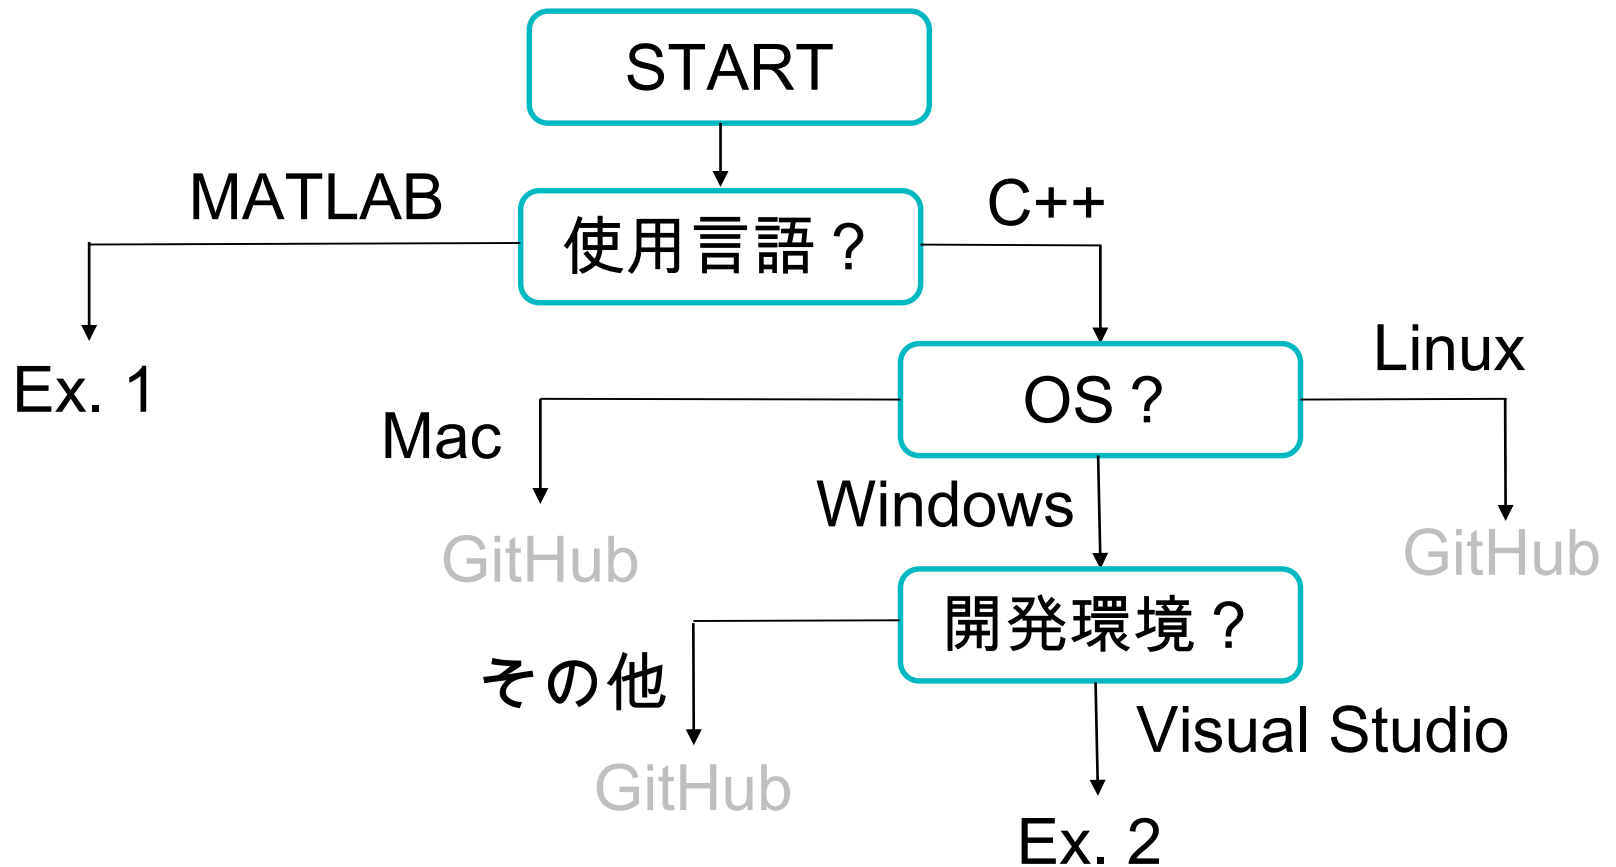 START
MATLAB
C++
使用言語？
Linux
Ex. 1
OS？
Mac
Windows
GitHub
GitHub
開発環境？
その他
Visual Studio
GitHub
Ex. 2